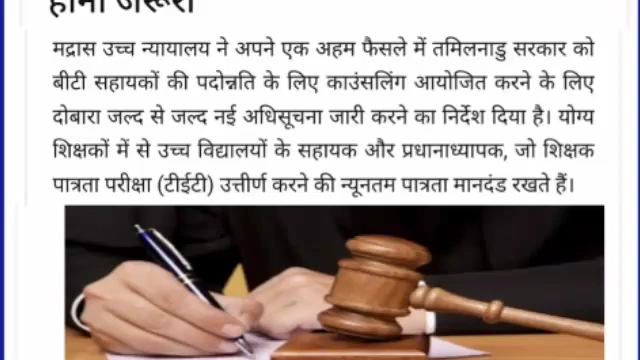 होना जरूरी
मद्रास उच्च न्यायालय ने अपने एक अहम फैसले में तमिलनाडु सरकार को
बीटी सहायकों की पदोन्नति के लिए काउंसलिंग आयोजित करने के लिए
दोबारा जल्द से जल्द नई अधिसूचना जारी करने का निर्देश दिया है। योग्य
शिक्षकों में से उच्च विद्यालयों के सहायक और प्रधानाध्यापक, जो शिक्षक
पात्रता परीक्षा (टीईटी) उत्तीर्ण करने की न्यूनतम पात्रता मानदंड रखते हैं।